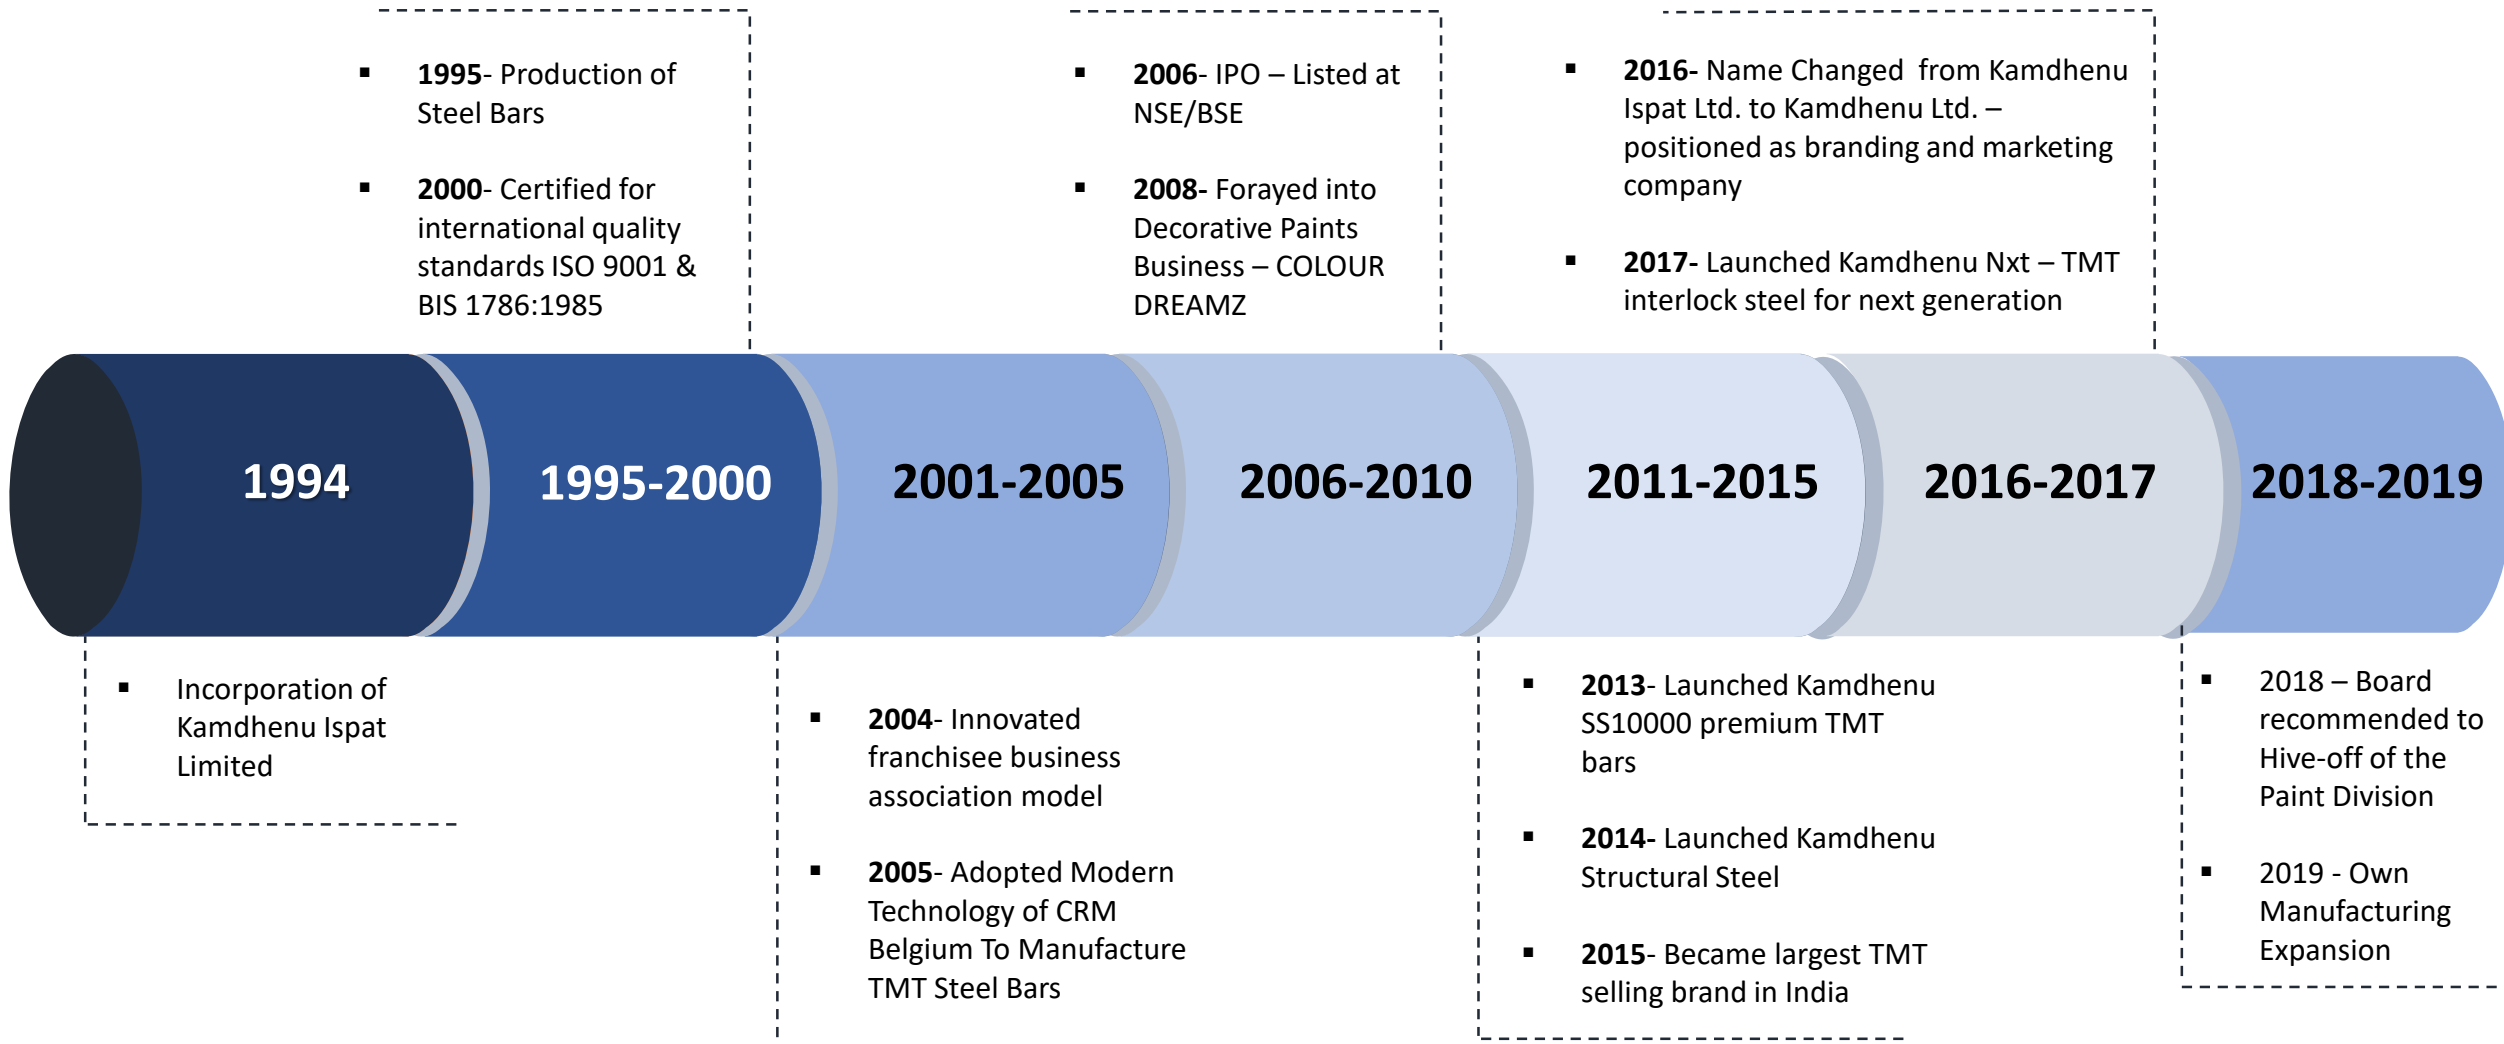 1995- Production of
Steel Bars
2000- Certified for
international quality
standards ISO 9001 &
BIS 1786:1985
2006- IPO – Listed at
NSE/BSE
2008- Forayed into
Decorative Paints
Business – COLOUR
DREAMZ
2016- Name Changed from Kamdhenu
Ispat Ltd. to Kamdhenu Ltd. –
positioned as branding and marketing
company
2017- Launched Kamdhenu Nxt – TMT
interlock steel for next generation
1994
1995-2000
2001-2005
2006-2010
2011-2015
2016-2017
2018-2019
Incorporation of
Kamdhenu Ispat
Limited
2004- Innovated
franchisee business
association model
2005- Adopted Modern
Technology of CRM
Belgium To Manufacture
TMT Steel Bars
2013- Launched Kamdhenu
SS10000 premium TMT
bars
2014- Launched Kamdhenu
Structural Steel
2015- Became largest TMT
selling brand in India
2018 – Board
recommended to
Hive-off of the
Paint Division
2019 - Own
Manufacturing
Expansion